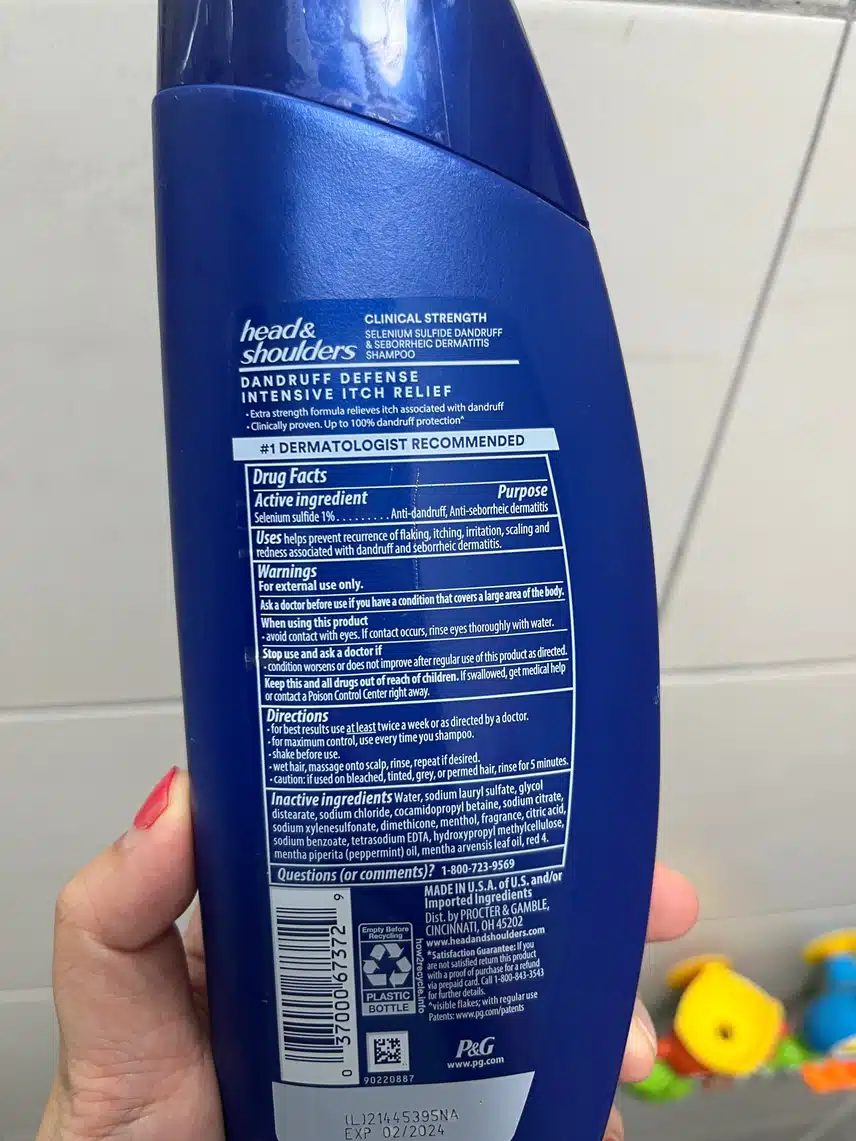 head &
shoulders
CLINICAL STRENGTH
SELENIUM SULFIDE DANDRUFF
& SEBORRHEIC DERMATITIS
SHAMPOO
DANDRUFF DEFENSE
INTENSIVE ITCH RELIEF
• Extra strength formula relieves itch associated with dandruff
• Clinically proven. Up to 100% dandruff protection^
#1 DERMATOLOGIST RECOMMENDED
Drug Facts
Active ingredient Purpose
Selenium sulfide 1%......... Anti-dandruff, Anti-seborrheic dermatitis
Uses helps prevent recurrence of flaking, itching, irritation, scaling and
redness associated with dandruff and seborrheic dermatitis.
Warnings
For external use only.
Ask a doctor before use if you have a condition that covers a large area of the body.
When using this product
• avoid contact with eyes. If contact occurs, rinse eyes thoroughly with water.
Stop use and ask a doctor if
• condition worsens or does not improve after regular use of this product as directed.
Keep this and all drugs out of reach of children. If swallowed, get medical help
or contact a Poison Control Center right away.
Directions
• for best results use at least twice a week or as directed by a doctor.
• for maximum control, use every time you shampoo.
• shake before use.
• wet hair, massage onto scalp, rinse, repeat if desired.
• caution: if used on bleached, tinted, grey, or permed hair, rinse for 5 minutes.
Inactive ingredients Water, sodium lauryl sulfate, glycol
distearate, sodium chloride, cocamidopropyl betaine, sodium citrate,
sodium xylenesulfonate, dimethicone, menthol, fragrance, citric acid,
sodium benzoate, tetrasodium EDTA, hydroxypropyl methylcellulose,
mentha piperita (peppermint) oil, mentha arvensis leaf oil, red 4.
Questions (or comments)? 1-800-723-9569
0 37000 67372 9
Empty Before
Recycling
PLASTIC
BOTTLE
how2recycle.info
90220887
MADE IN U.S.A. of U.S. and/or
Imported Ingredients
Dist. by PROCTER & GAMBLE,
CINCINNATI, OH 45202
www.headandshoulders.com
*Satisfaction Guarantee: If you
are not satisfied return this product
with a proof of purchase for a refund
via prepaid card. Call 1-800-843-3543
for further details.
^visible flakes; with regular use
Patents: www.pg.com/patents
P&G
www.pg.com
(L)21445395NA
EXP 02/2024